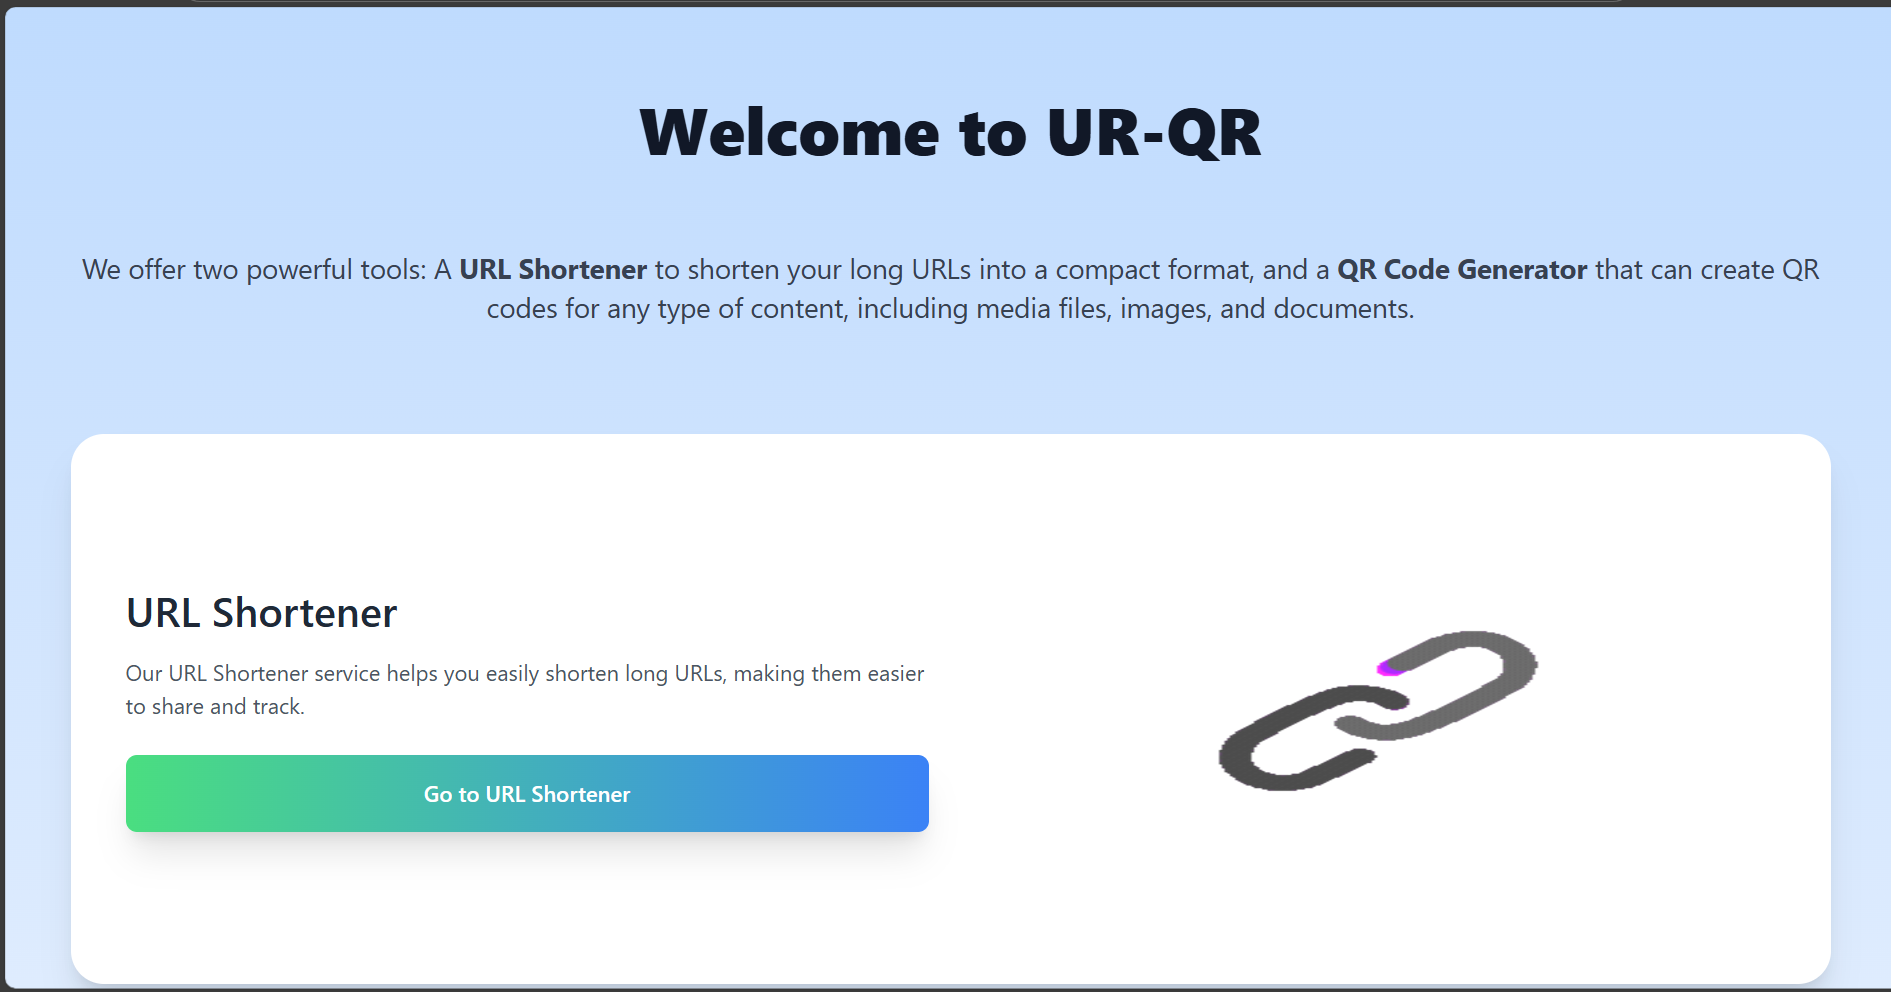 Welcome to UR-QR
We offer two powerful tools: A URL Shortener to shorten your long URLs into a compact format, and a QR Code Generator that can create QR
codes for any type of content, including media files, images, and documents.
URL Shortener
Our URL Shortener service helps you easily shorten long URLs, making them easier
to share and track.
Go to URL Shortener